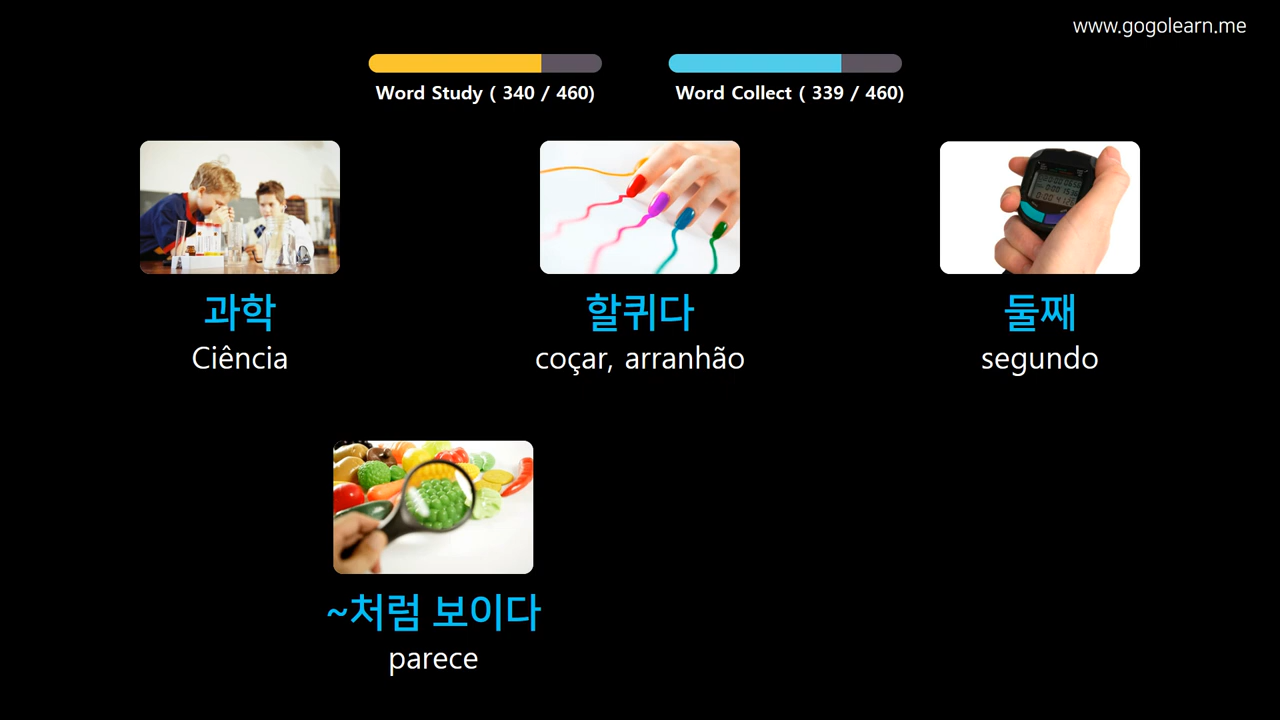 www.gogolearn.me
Word Study ( 340 / 460)
Word Collect ( 339 / 460)
과학
Ciência
할퀴다
coçar, arranhão
둘째
segundo
~처럼 보이다
parece